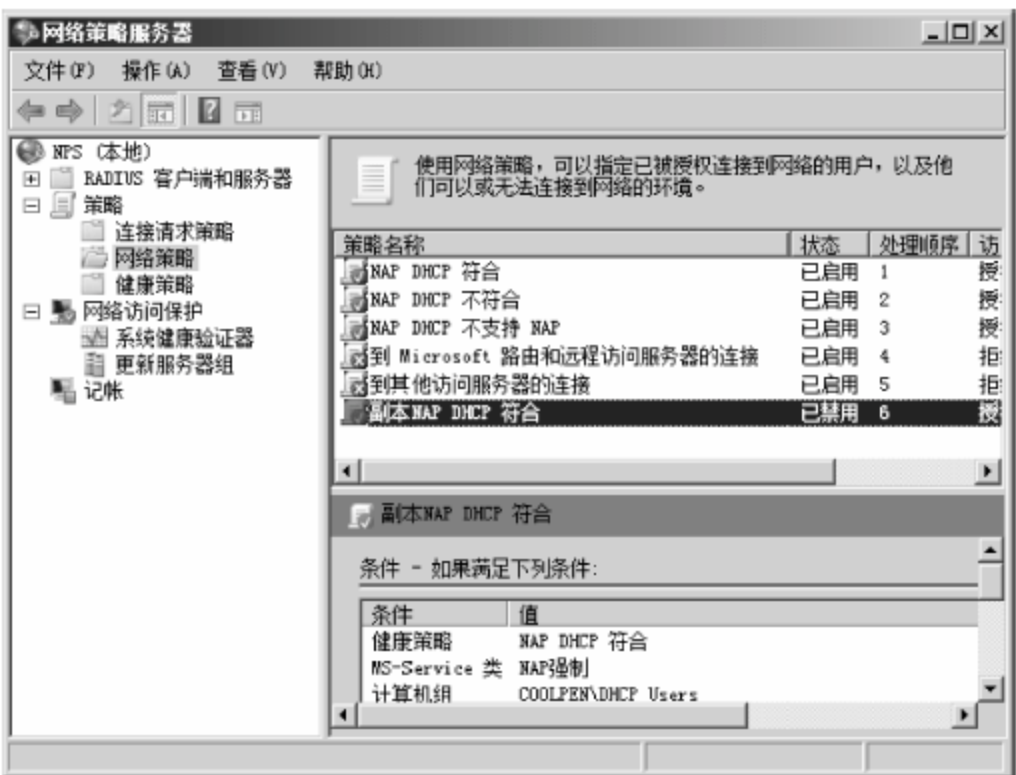 网络策略服务器
文件(F) 操作(A) 查看(V) 帮助(H)
NPS (本地)
RADIUS 客户端和服务器
策略
连接请求策略
网络策略
健康策略
网络访问保护
系统健康验证器
更新服务器组
记帐
使用网络策略，可以指定已被授权连接到网络的用户，以及他
们可以或无法连接到网络的环境。
策略名称 状态 处理顺序 访
NAP DHCP 符合 已启用 1 授
NAP DHCP 不符合 已启用 2 授
NAP DHCP 不支持 NAP 已启用 3 授
到 Microsoft 路由和远程访问服务器的连接 已启用 4 拒
到其他访问服务器的连接 已启用 5 拒
副本NAP DHCP 符合 已禁用 6 授
副本NAP DHCP 符合
条件 - 如果满足下列条件:
条件 值
健康策略 NAP DHCP 符合
MS-Service 类 NAP强制
计算机组 COOLPEN\DHCP Users